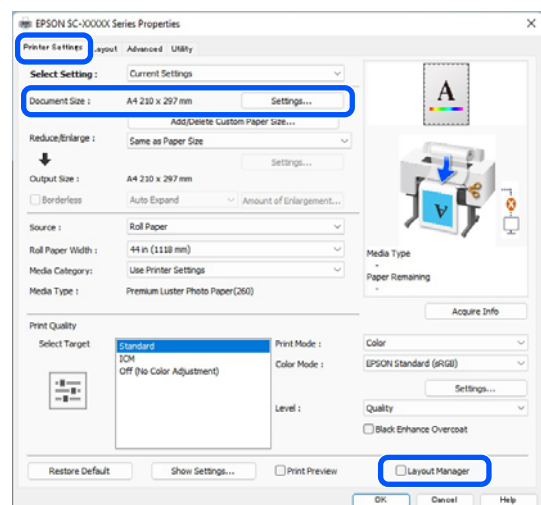 EPSON SC-XXXXX Series Properties
Printer Settings Layout Advanced Utility
Select Setting : Current Settings
Document Size : A4 210 x 297 mm Settings...
Add/Delete Custom Paper Size...
Reduce/Enlarge : Same as Paper Size
Settings...
Output Size : A4 210 x 297 mm
Borderless Auto Expand Amount of Enlargement...
Source : Roll Paper
Roll Paper Width : 44 in (1118 mm)
Media Category: Use Printer Settings
Media Type : Premium Luster Photo Paper(260)
A
A
Media Type
-
Paper Remaining
-
Acquire Info
Print Quality
Select Target
Standard
ICM
Off (No Color Adjustment)
Print Mode : Color
Color Mode : EPSON Standard (sRGB)
Settings...
Level : Quality
Black Enhance Overcoat
Restore Default Show Settings... Print Preview Layout Manager
OK Cancel Help